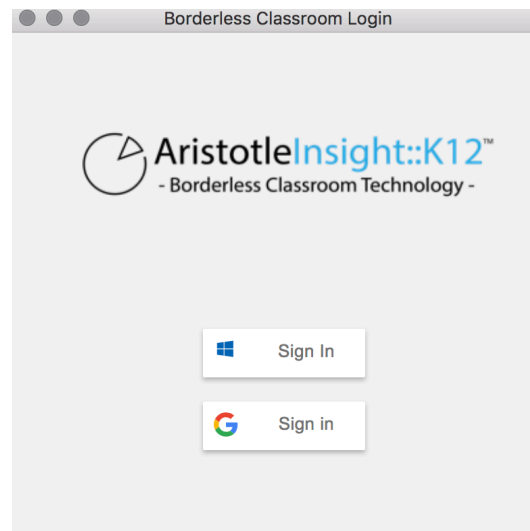 Borderless Classroom Login
AristotleInsight::K12™
- Borderless Classroom Technology -
Sign In
Sign in